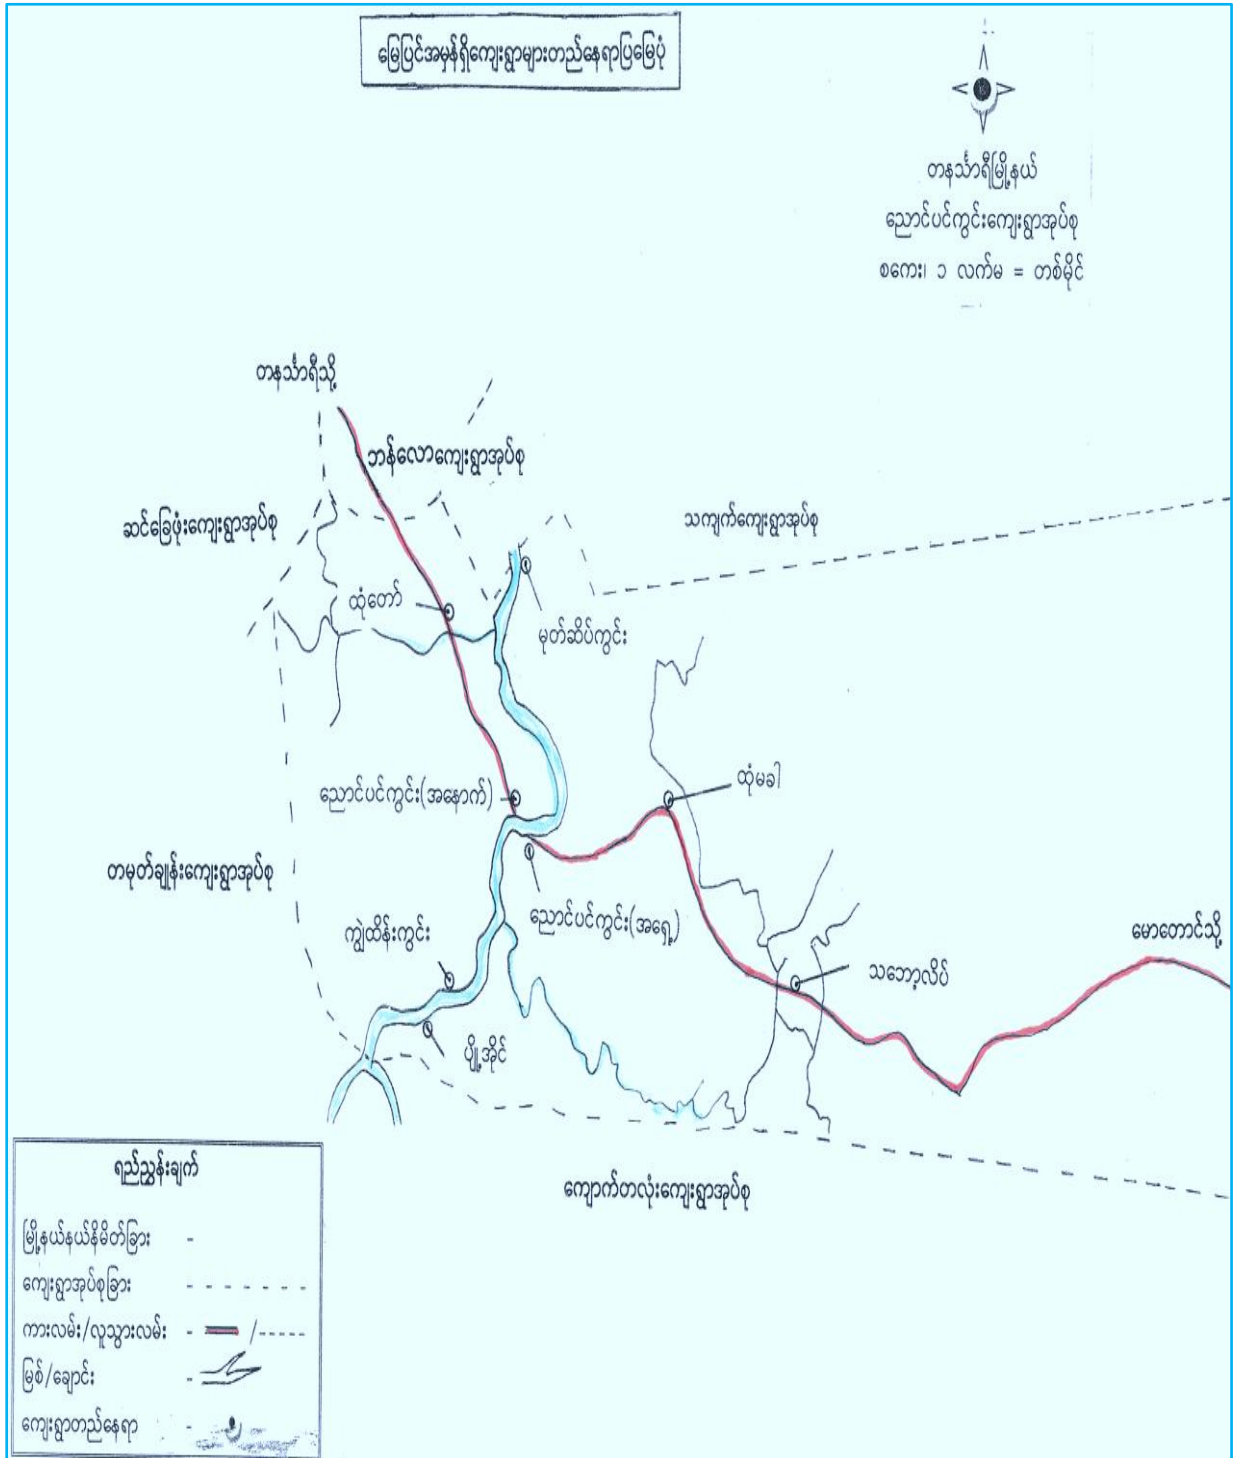 မြေပြင်အမှန်ရှိကျေးရွာများတည်နေရာပြမြေပုံ
တနင်္သာရီမြို့နယ်
ညောင်ပင်ကွင်းကျေးရွာအုပ်စု
စကေး၊ ၁ လက်မ = တစ်မိုင်
တနင်္သာရီသို့
ဘန်လောကျေးရွာအုပ်စု
ဆင်ခြေဖုံးကျေးရွာအုပ်စု
သကျက်ကျေးရွာအုပ်စု
ထုံတော်
မုတ်ဆိပ်ကွင်း
ညောင်ပင်ကွင်း(အနောက်)
ထုံမခါ
တမုတ်ချွန်းကျေးရွာအုပ်စု
ညောင်ပင်ကွင်း(အရှေ့)
ကျွဲထိန်းကွင်း
မောတောင်သို့
သဘော့လိပ်
ပျို့အိုင်
ကျောက်တလုံးကျေးရွာအုပ်စု
ရည်ညွှန်းချက်
မြို့နယ်နယ်နိမိတ်ခြား -
ကျေးရွာအုပ်စုခြား -
ကားလမ်း/လူသွားလမ်း - /
မြစ်/ချောင်း -
ကျေးရွာတည်နေရာ -